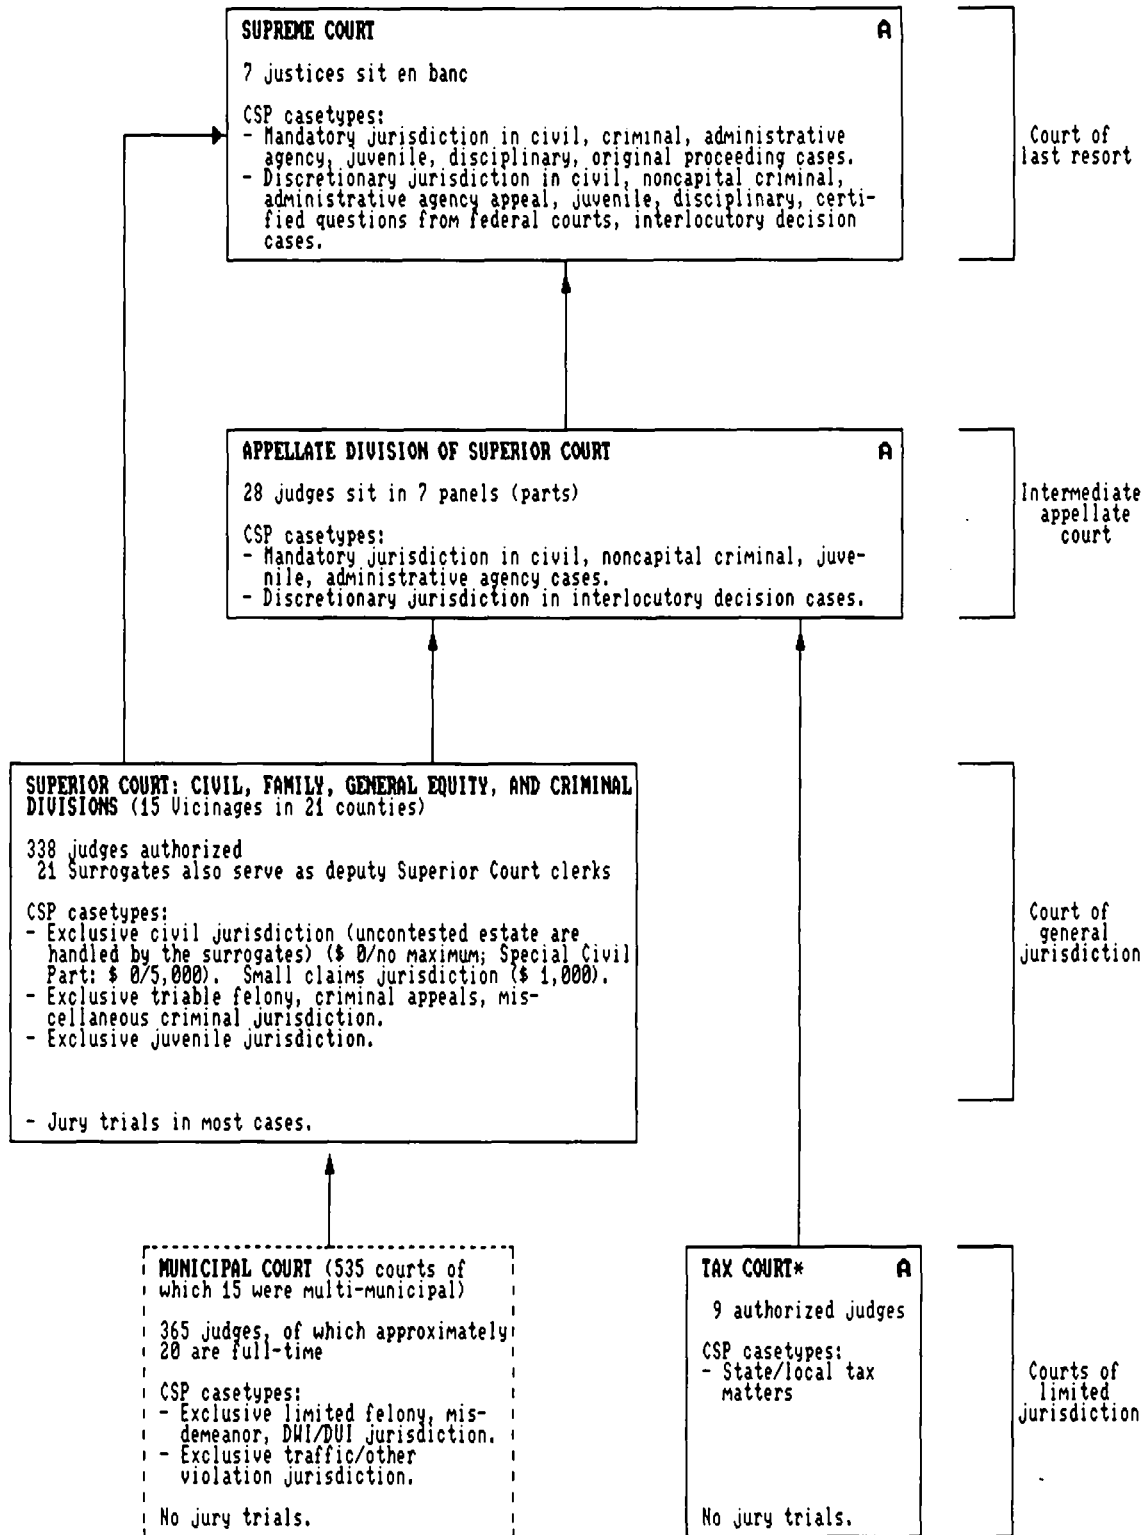 SUPREME COURT A
7 justices sit en banc
CSP casetypes:
- Mandatory jurisdiction in civil, criminal, administrative
agency, juvenile, disciplinary, original proceeding cases.
- Discretionary jurisdiction in civil, noncapital criminal,
administrative agency appeal, juvenile, disciplinary, certi-
fied questions from federal courts, interlocutory decision
cases.
Court of
last resort
APPELLATE DIVISION OF SUPERIOR COURT A
28 judges sit in 7 panels (parts)
CSP casetypes:
- Mandatory jurisdiction in civil, noncapital criminal, juve-
nile, administrative agency cases.
- Discretionary jurisdiction in interlocutory decision cases.
Intermediate
appellate
court
SUPERIOR COURT: CIVIL, FAMILY, GENERAL EQUITY, AND CRIMINAL
DIVISIONS (15 Vicinages in 21 counties)
338 judges authorized
21 Surrogates also serve as deputy Superior Court clerks
CSP casetypes:
- Exclusive civil jurisdiction (uncontested estate are
handled by the surrogates) ($ 0/no maximum; Special Civil
Part: $ 0/5,000). Small claims jurisdiction ($ 1,000).
- Exclusive triable felony, criminal appeals, mis-
cellaneous criminal jurisdiction.
- Exclusive juvenile jurisdiction.
- Jury trials in most cases.
Court of
general
jurisdiction
MUNICIPAL COURT (535 courts of
which 15 were multi-municipal)
365 judges, of which approximately
20 are full-time
CSP casetypes:
- Exclusive limited felony, mis-
demeanor, DWI/DUI jurisdiction.
- Exclusive traffic/other
violation jurisdiction.
No jury trials.
TAX COURT* A
9 authorized judges
CSP casetypes:
- State/local tax
matters
No jury trials.
Courts of
limited
jurisdiction